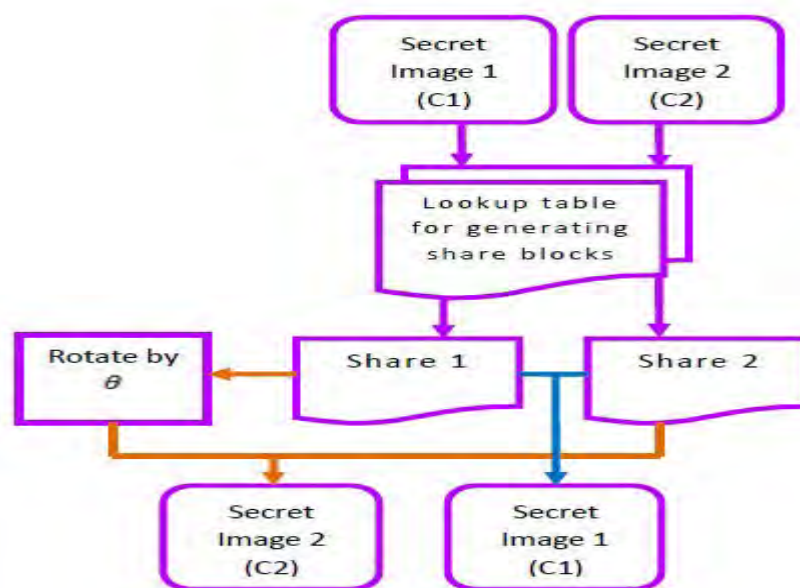 Secret
Image 1
(C1)
Secret
Image 2
(C2)
Lookup table
for generating
share blocks
Rotate by
θ
Share 1
Share 2
Secret
Image 2
(C2)
Secret
Image 1
(C1)